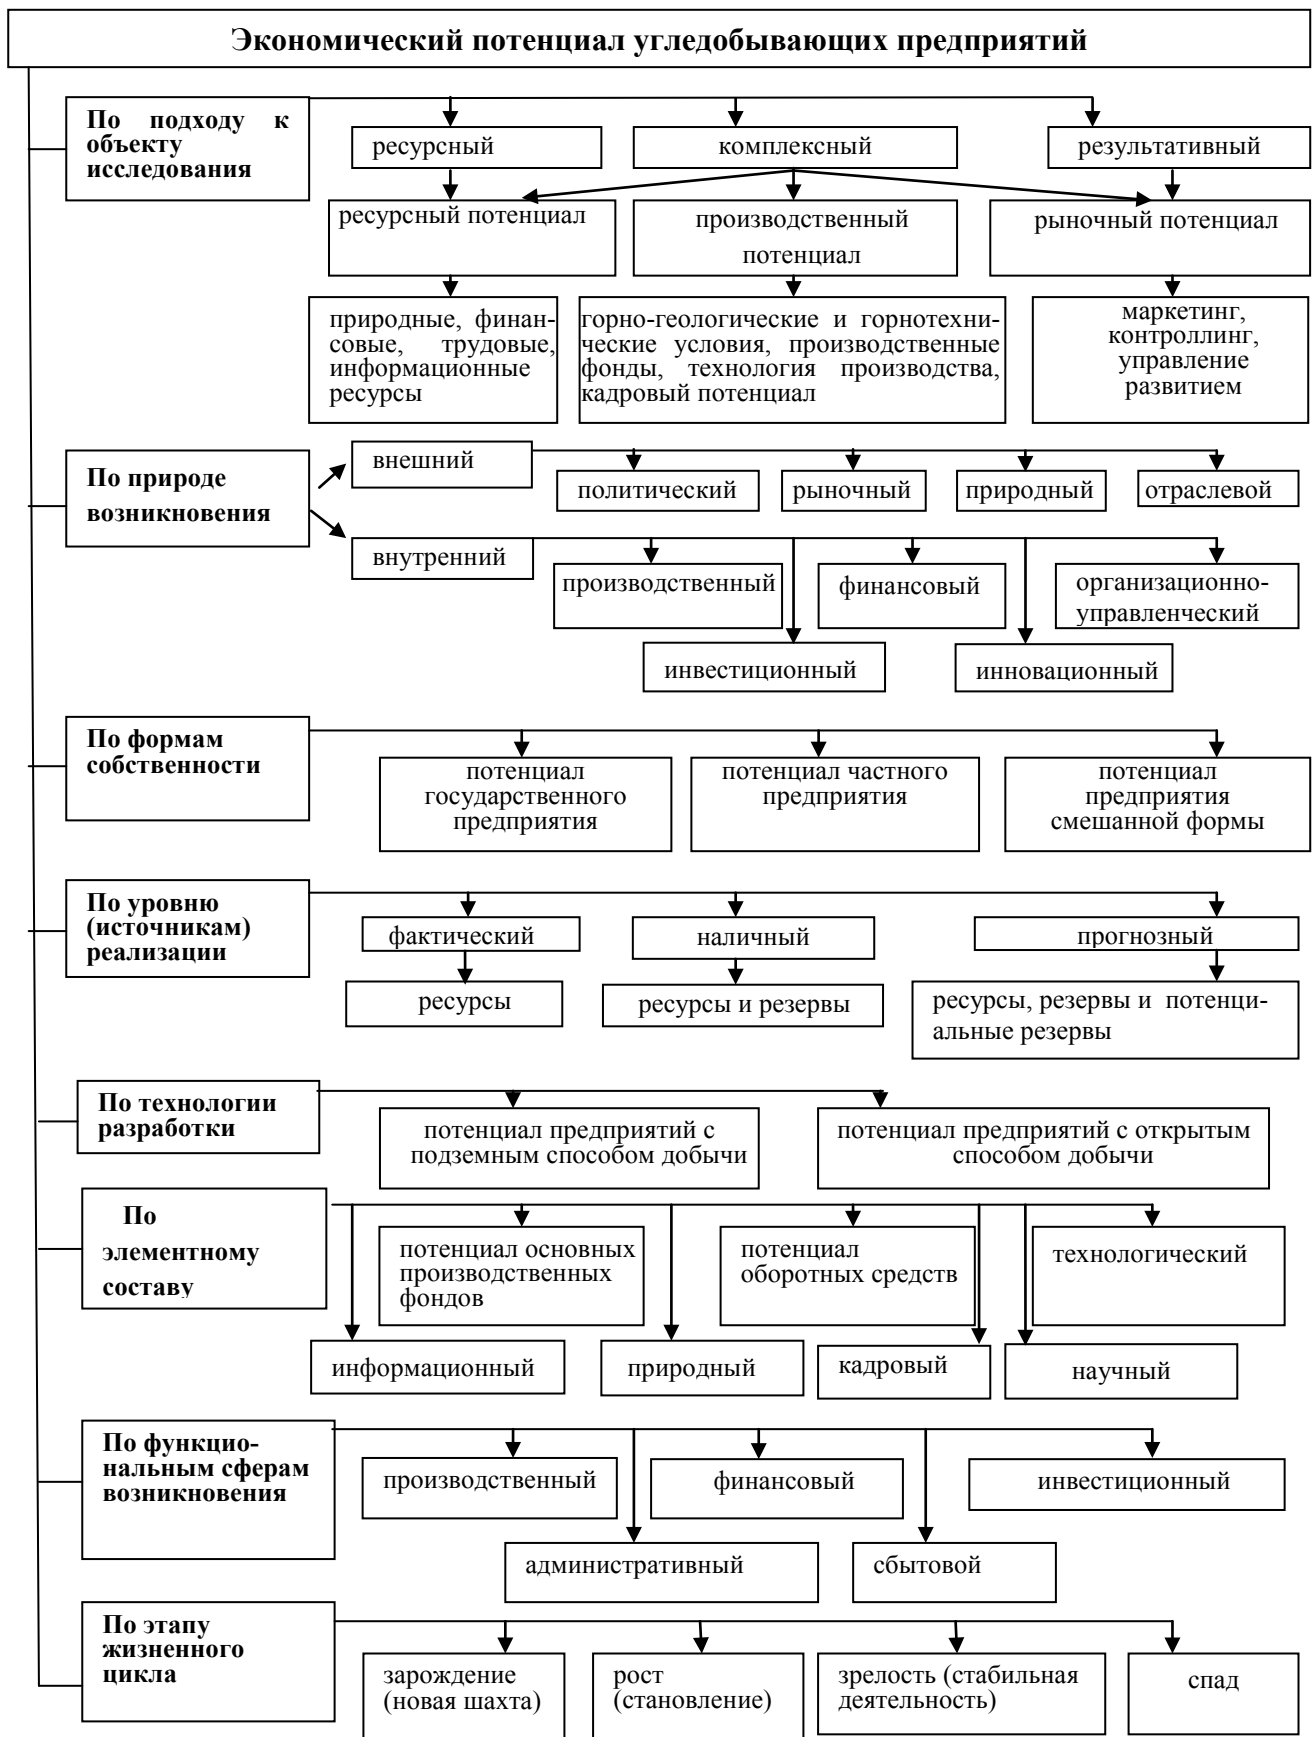 Экономический потенциал угледобывающих предприятий
По подходу к
объекту
исследования
ресурсный
комплексный
результативный
ресурсный потенциал
производственный
потенциал
рыночный потенциал
природные, финан-
совые, трудовые,
информационные
ресурсы
горно-геологические и горнотехни-
ческие условия, производственные
фонды, технология производства,
кадровый потенциал
маркетинг,
контроллинг,
управление
развитием
По природе
возникновения
внешний
политический
рыночный
природный
отраслевой
внутренний
производственный
финансовый
организационно-
управленческий
инвестиционный
инновационный
По формам
собственности
потенциал
государственного
предприятия
потенциал частного
предприятия
потенциал
предприятия
смешанной формы
По уровню
(источникам)
реализации
фактический
наличный
прогнозный
ресурсы
ресурсы и резервы
ресурсы, резервы и потенци-
альные резервы
По технологии
разработки
потенциал предприятий с
подземным способом добычи
потенциал предприятий с открытым
способом добычи
По
элементному
составу
потенциал основных
производственных
фондов
потенциал
оборотных средств
технологический
информационный
природный
кадровый
научный
По функцио-
нальным сферам
возникновения
производственный
финансовый
инвестиционный
административный
сбытовой
По этапу
жизненного
цикла
зарождение
(новая шахта)
рост
(становление)
зрелость (стабильная
деятельность)
спад